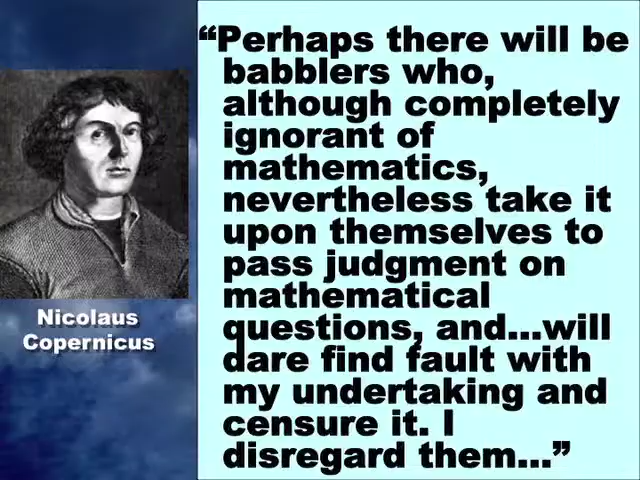 “Perhaps there will be
babblers who,
although completely
ignorant of
mathematics,
nevertheless take it
upon themselves to
pass judgment on
mathematical
questions, and...will
dare find fault with
my undertaking and
censure it. I
disregard them...”
Nicolaus
Copernicus